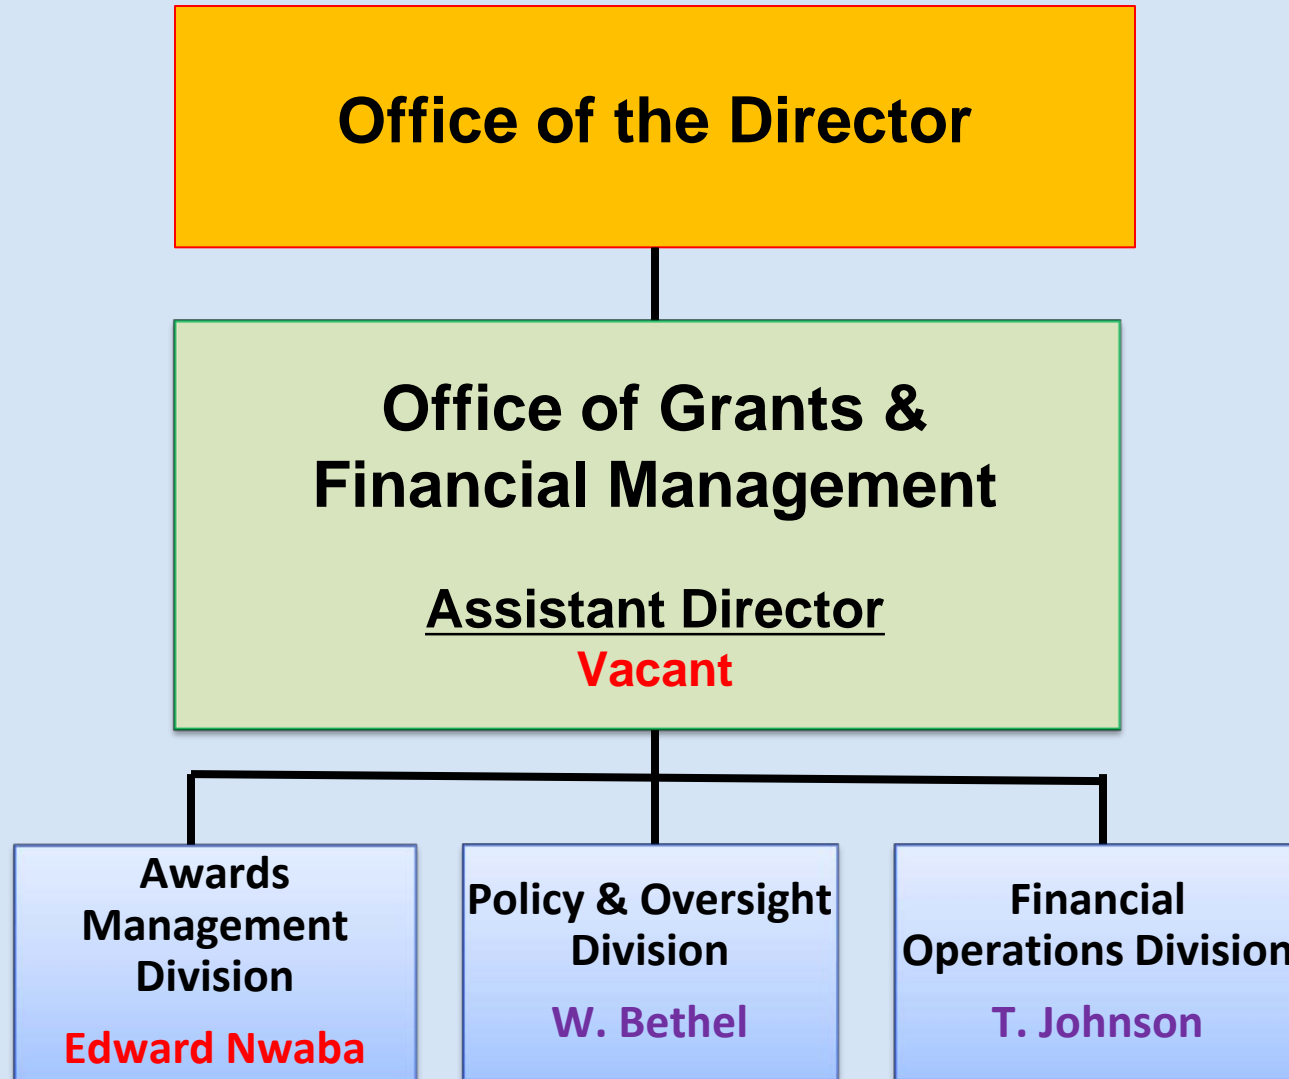 Office of the Director
Office of Grants &
Financial Management
Assistant Director
Vacant
Awards
Management
Division
Edward Nwaba
Policy & Oversight
Division
W. Bethel
Financial
Operations Division
T. Johnson